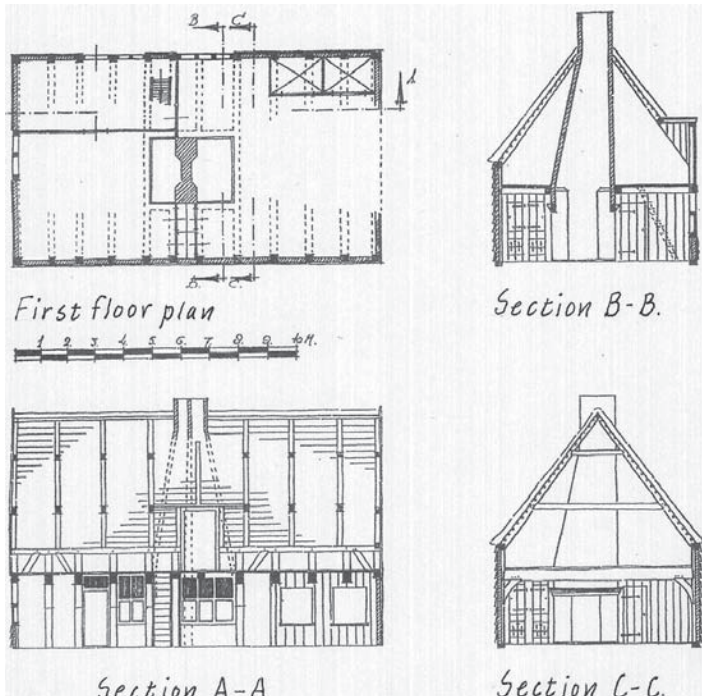 B C
A
B. C.
First floor plan
Section B-B.
1 2 3. 4. 5. 6. 7. 8. 9. 10 M.
Section A-A
Section C-C.